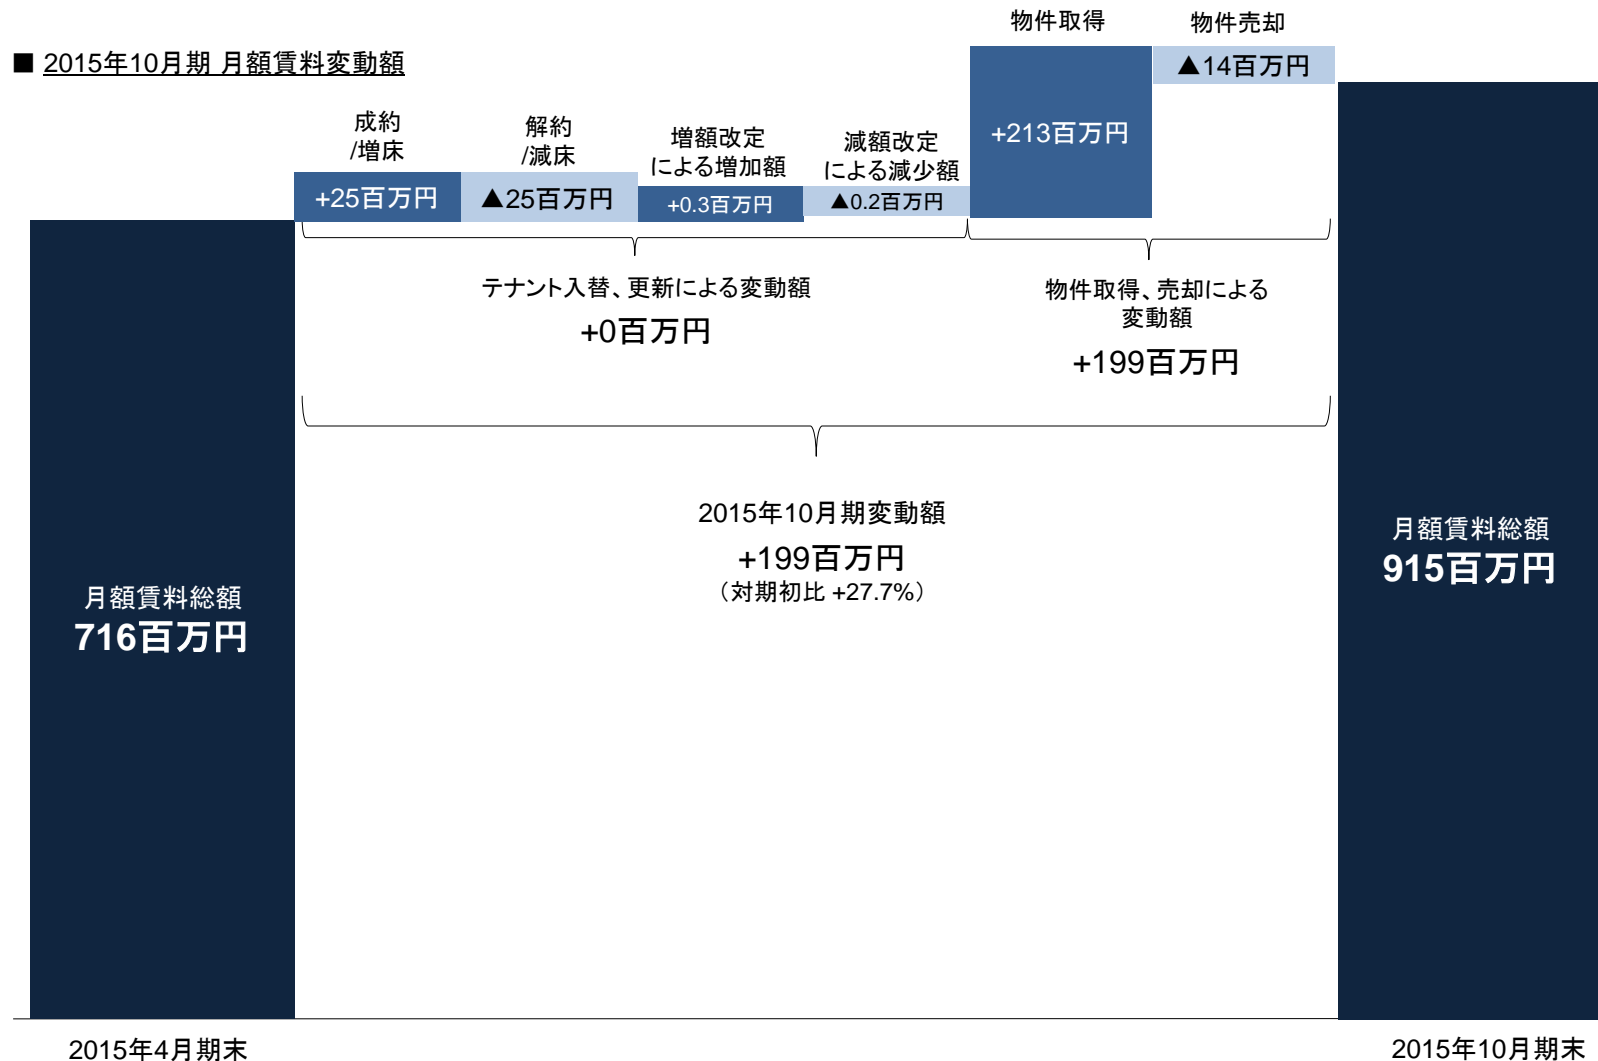 ■ 2015年10月期 月額賃料変動額
物件取得
物件売却
▲14百万円
+213百万円
成約
/増床
解約
/減床
増額改定
による増加額
減額改定
による減少額
+25百万円
▲25百万円
+0.3百万円
▲0.2百万円
テナント入替、更新による変動額
+0百万円
物件取得、売却による
変動額
+199百万円
2015年10月期変動額
+199百万円
（対期初比 +27.7%）
月額賃料総額
716百万円
月額賃料総額
915百万円
2015年4月期末
2015年10月期末